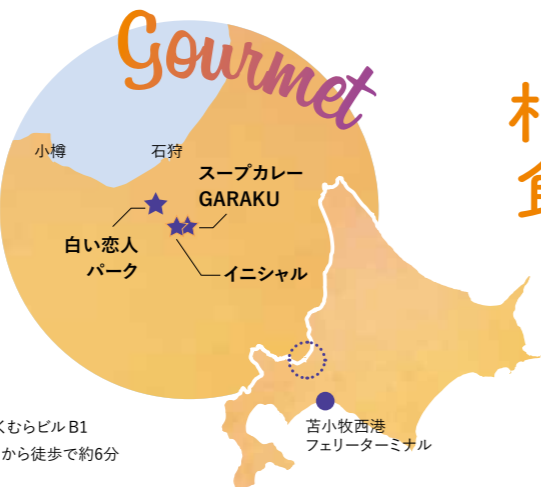 Gourmet
小樽
石狩
スープカレー
GARAKU
白い恋人
パーク
イニシャル
くむらビル B1
から徒歩で約6分
苫小牧西港
フェリーターミナル